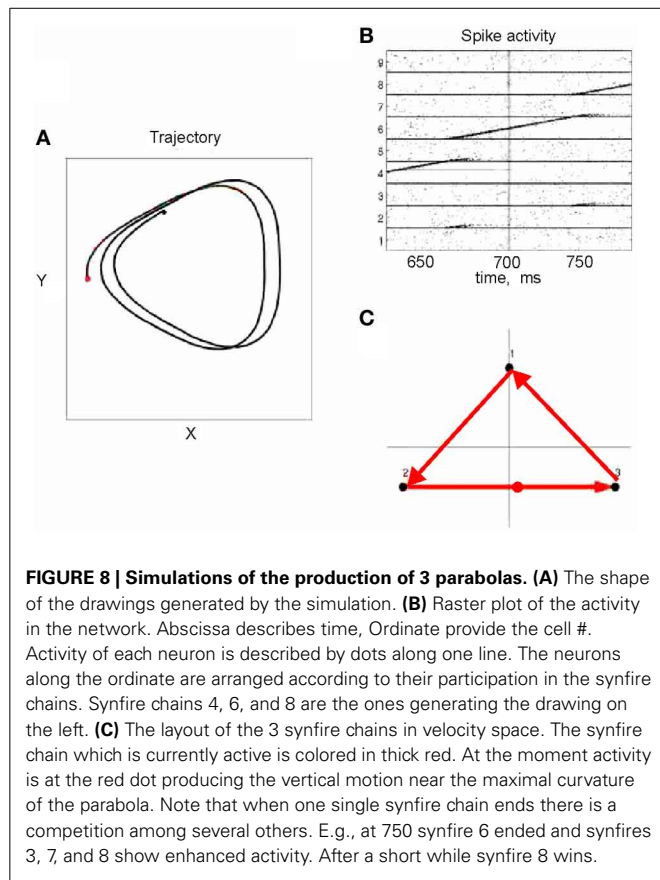 B
Spike activity
9
8
7
6
5
4
3
2
1
650 700 750
time, ms
A
Trajectory
Y
X
C
1
2
3
FIGURE 8 | Simulations of the production of 3 parabolas. (A) The shape
of the drawings generated by the simulation. (B) Raster plot of the activity
in the network. Abscissa describes time, Ordinate provide the cell #.
Activity of each neuron is described by dots along one line. The neurons
along the ordinate are arranged according to their participation in the synfire
chains. Synfire chains 4, 6, and 8 are the ones generating the drawing on
the left. (C) The layout of the 3 synfire chains in velocity space. The synfire
chain which is currently active is colored in thick red. At the moment activity
is at the red dot producing the vertical motion near the maximal curvature
of the parabola. Note that when one single synfire chain ends there is a
competition among several others. E.g., at 750 synfire 6 ended and synfires
3, 7, and 8 show enhanced activity. After a short while synfire 8 wins.